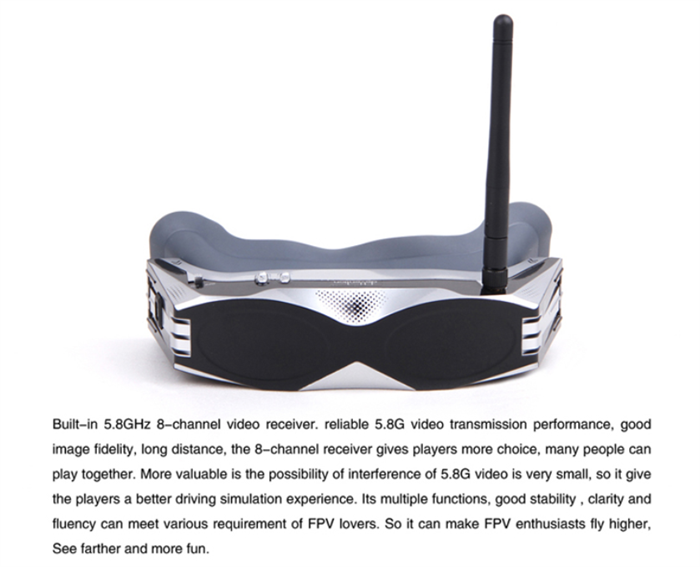 Built-in 5.8GHz 8-channel video receiver. reliable 5.8G video transmission performance, good
image fidelity, long distance, the 8-channel receiver gives players more choice, many people can
play together. More valuable is the possibility of interference of 5.8G video is very small, so it give
the players a better driving simulation experience. Its multiple functions, good stability , clarity and
fluency can meet various requirement of FPV lovers. So it can make FPV enthusiasts fly higher,
See farther and more fun.